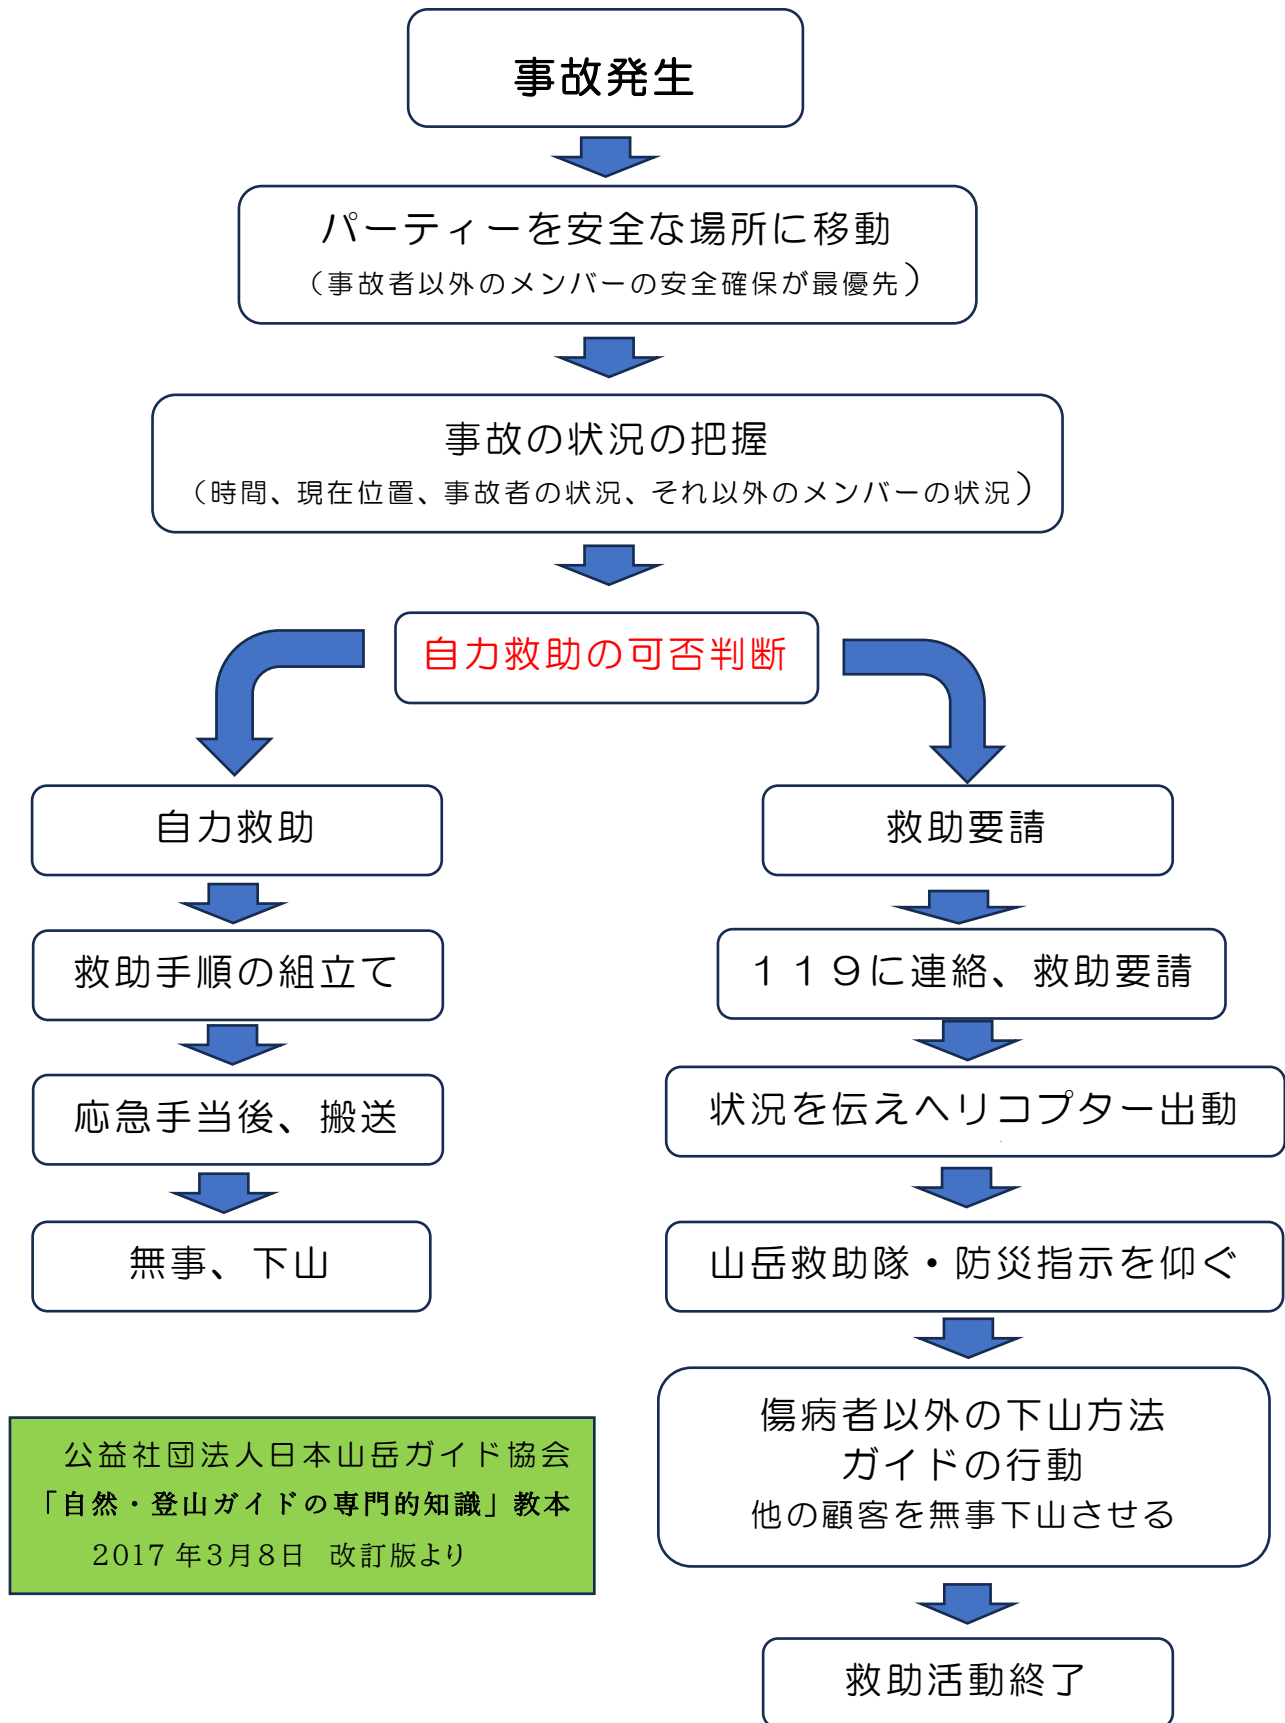 事故発生
パーティーを安全な場所に移動
（事故者以外のメンバーの安全確保が最優先）
事故の状況の把握
（時間、現在位置、事故者の状況、それ以外のメンバーの状況）
自力救助の可否判断
自力救助
救助手順の組立て
応急手当後、搬送
無事、下山
救助要請
１１９に連絡、救助要請
状況を伝えヘリコプター出動
山岳救助隊・防災指示を仰ぐ
傷病者以外の下山方法
ガイドの行動
他の顧客を無事下山させる
救助活動終了
公益社団法人日本山岳ガイド協会
「自然・登山ガイドの専門的知識」教本
2017年3月8日 改訂版より